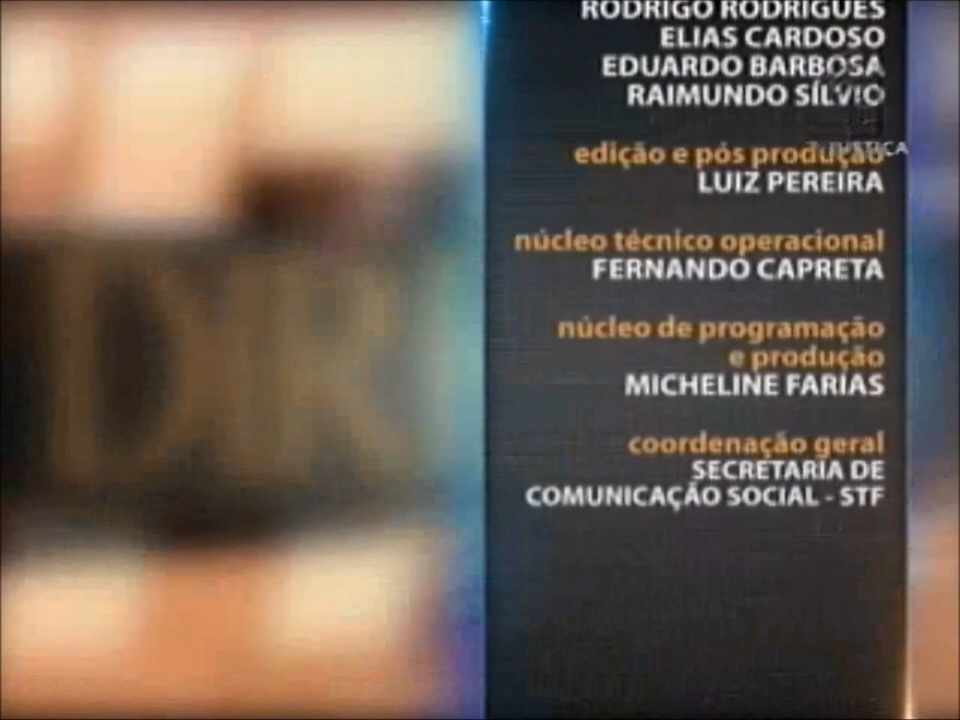 RODRIGO RODRIGUES
ELIAS CARDOSO
EDUARDO BARBOSA
RAIMUNDO SÍLVIO
edição e pós produção
LUIZ PEREIRA
núcleo técnico operacional
FERNANDO CAPRETA
núcleo de programação
e produção
MICHELINE FARIAS
coordenação geral
SECRETARIA DE
COMUNICAÇÃO SOCIAL - STF